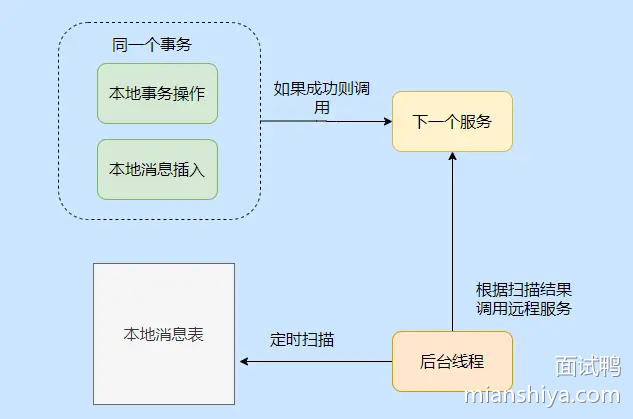 同一个事务
本地事务操作
如果成功则调
用
下一个服务
本地消息插入
根据扫描结果
调用远程服务
本地消息表
定时扫描
后台线程
面试鸭
mianshiya.com